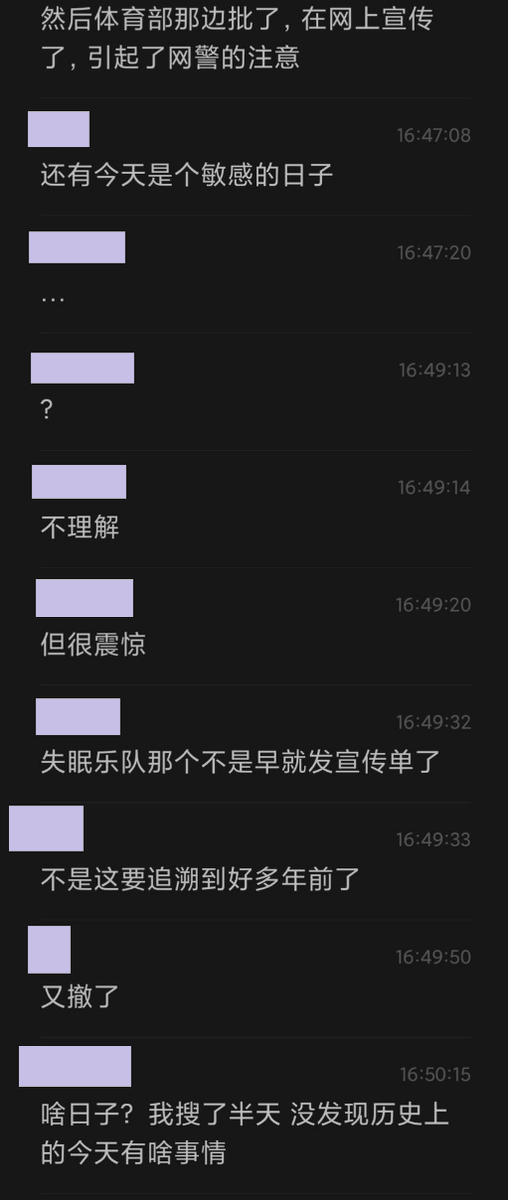 然后体育部那边批了, 在网上宣传
了, 引起了网警的注意
16:47:08
还有今天是个敏感的日子
16:47:20
...
16:49:13
?
16:49:14
不理解
16:49:20
但很震惊
16:49:32
失眠乐队那个不是早就发宣传单了
16:49:33
不是这要追溯到好多年前了
16:49:50
又撤了
16:50:15
啥日子? 我搜了半天 没发现历史上
的今天有啥事情